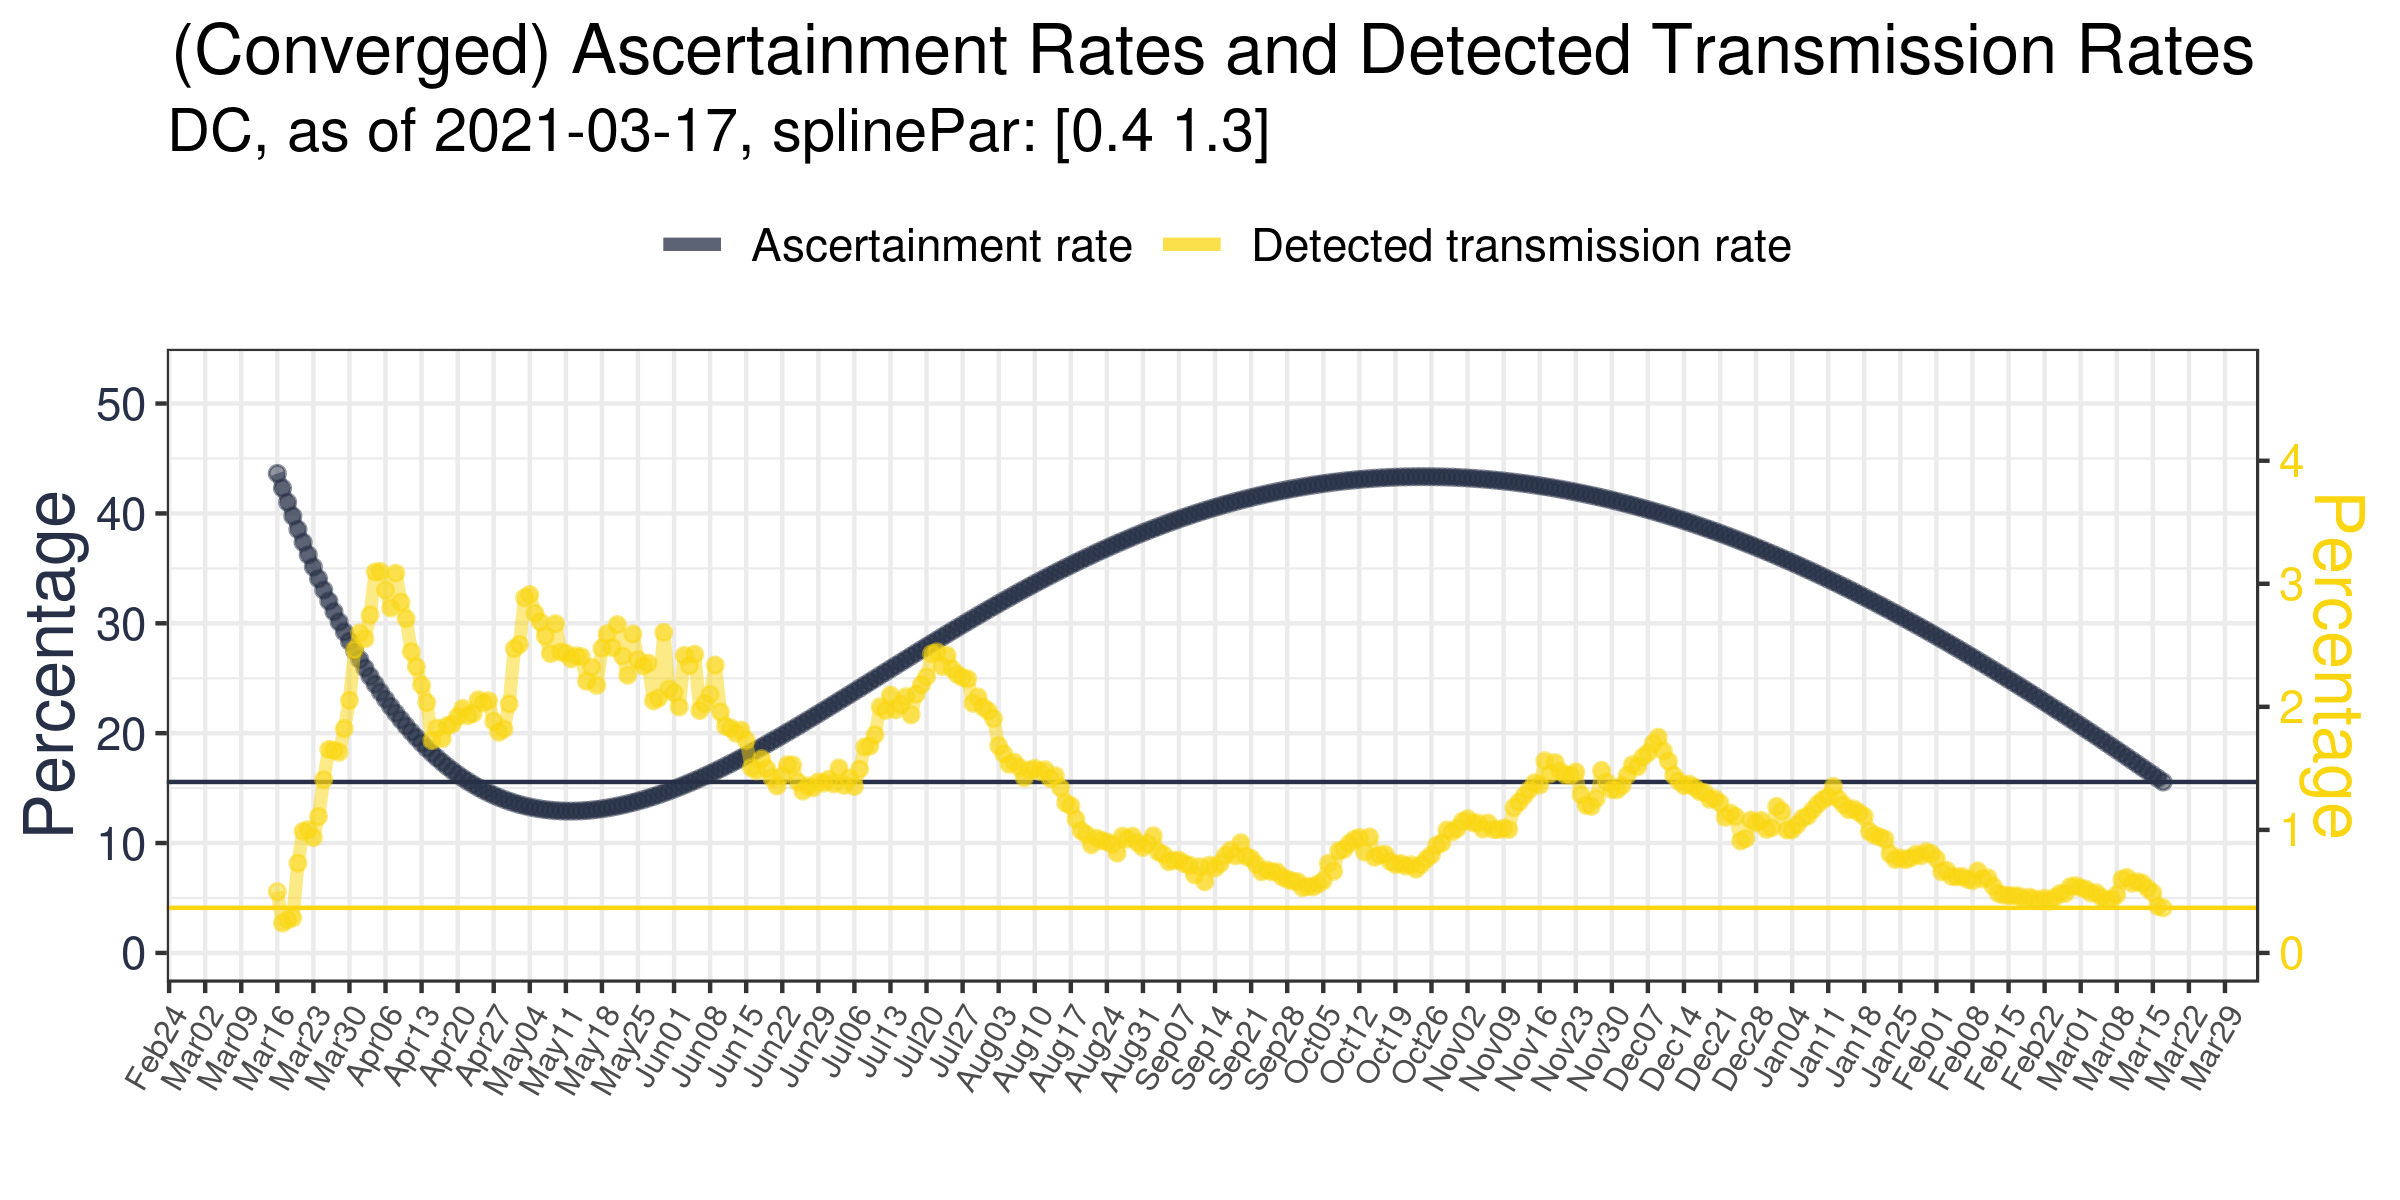 (Converged) Ascertainment Rates and Detected Transmission Rates
DC, as of 2021-03-17, splinePar: [0.4 1.3]
Ascertainment rate Detected transmission rate
Percentage
50
40
30
20
10
0
4
3
2
1
0
Percentage
Feb24 Mar02 Mar09 Mar16 Mar23 Mar30 Apr06 Apr13 Apr20 Apr27 May04 May11 May18 May25 Jun01 Jun08 Jun15 Jun22 Jun29 Jul06 Jul13 Jul20 Jul27 Aug03 Aug10 Aug17 Aug24 Aug31 Sep07 Sep14 Sep21 Sep28 Oct05 Oct12 Oct19 Oct26 Nov02 Nov09 Nov16 Nov23 Nov30 Dec07 Dec14 Dec21 Dec28 Jan04 Jan11 Jan18 Jan25 Feb01 Feb08 Feb15 Feb22 Mar01 Mar08 Mar15 Mar22 Mar29